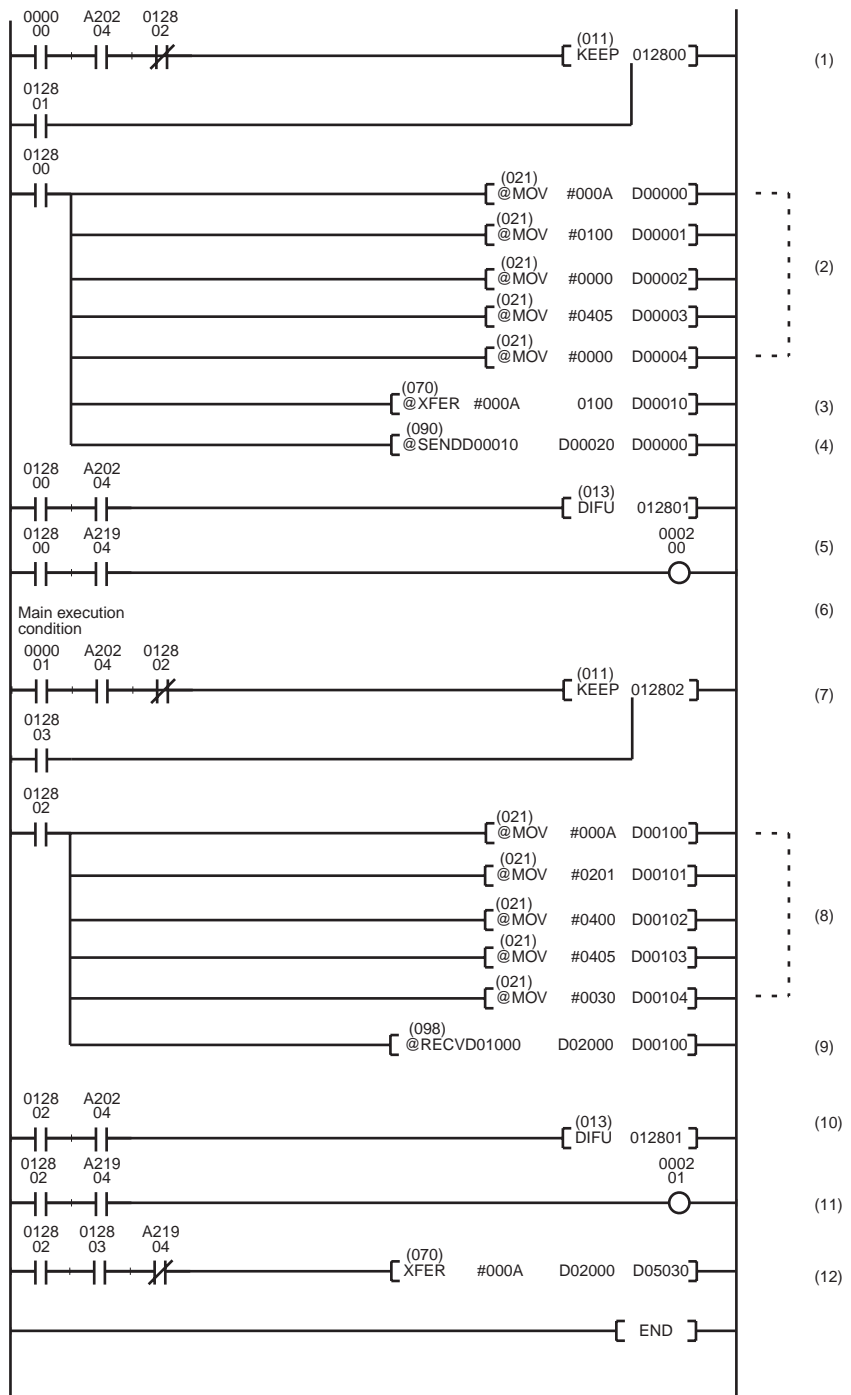 0000 A202 0128
00 04 02
(011)
KEEP 012800
(1)
0128
01
0128
00
(021)
@MOV #000A D00000
(021)
@MOV #0100 D00001
(021)
@MOV #0000 D00002
(2)
(021)
@MOV #0405 D00003
(021)
@MOV #0000 D00004
(070)
@XFER #000A 0100 D00010
(3)
(090)
@SENDD00010 D00020 D00000
(4)
0128 A202
00 04
(013)
DIFU 012801
0128 A219
00 04
0002
00
(5)
(6)
Main execution
condition
0000 A202 0128
01 04 02
(011)
KEEP 012802
(7)
0128
03
0128
02
(021)
@MOV #000A D00100
(021)
@MOV #0201 D00101
(021)
@MOV #0400 D00102
(8)
(021)
@MOV #0405 D00103
(021)
@MOV #0030 D00104
(098)
@RECVD01000 D02000 D00100
(9)
0128 A202
02 04
(013)
DIFU 012801
(10)
0128 A219
02 04
0002
01
(11)
0128 0128 A219
02 03 04
(070)
XFER #000A D02000 D05030
(12)
END